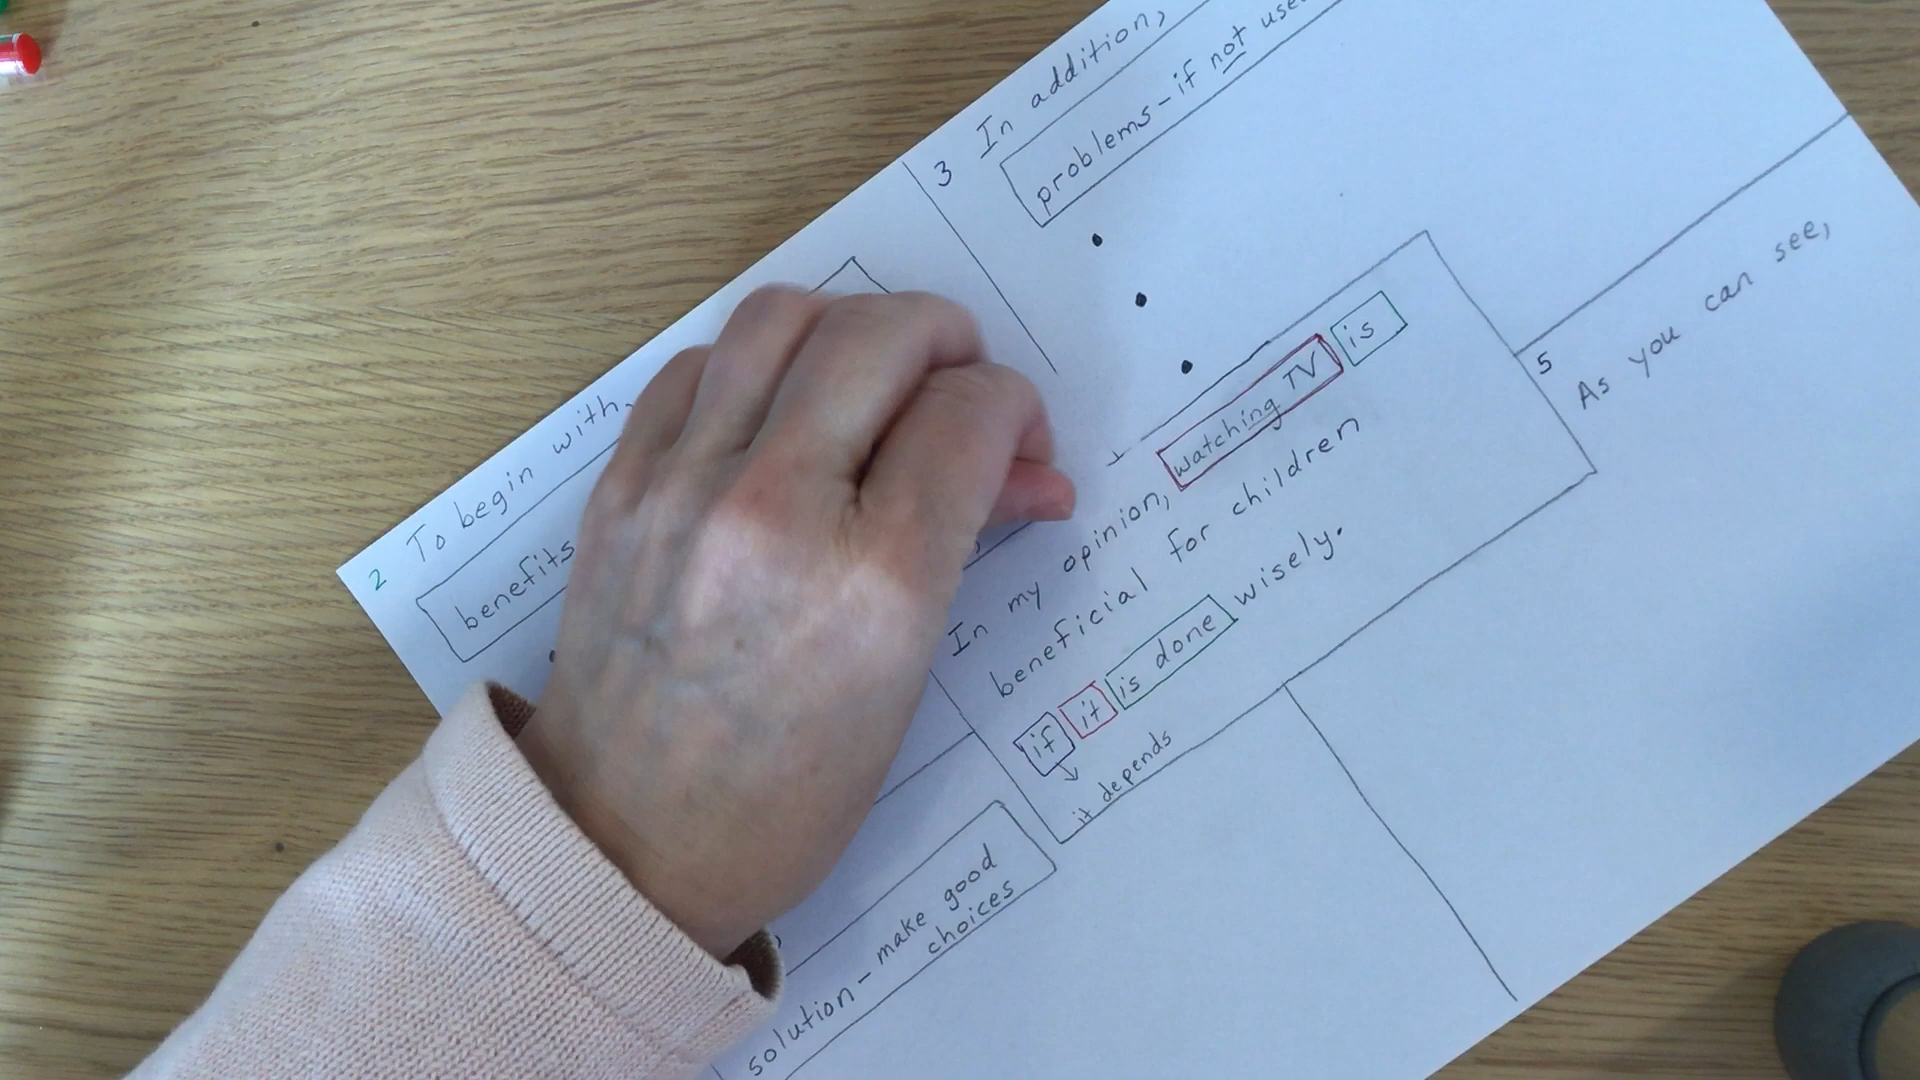 2 To begin with,
benefits
3 In addition,
problems - if not use
1
In my opinion, watching TV is
beneficial for children
if it is done wisely.
it depends
solution - make good
choices
5 As you can see,